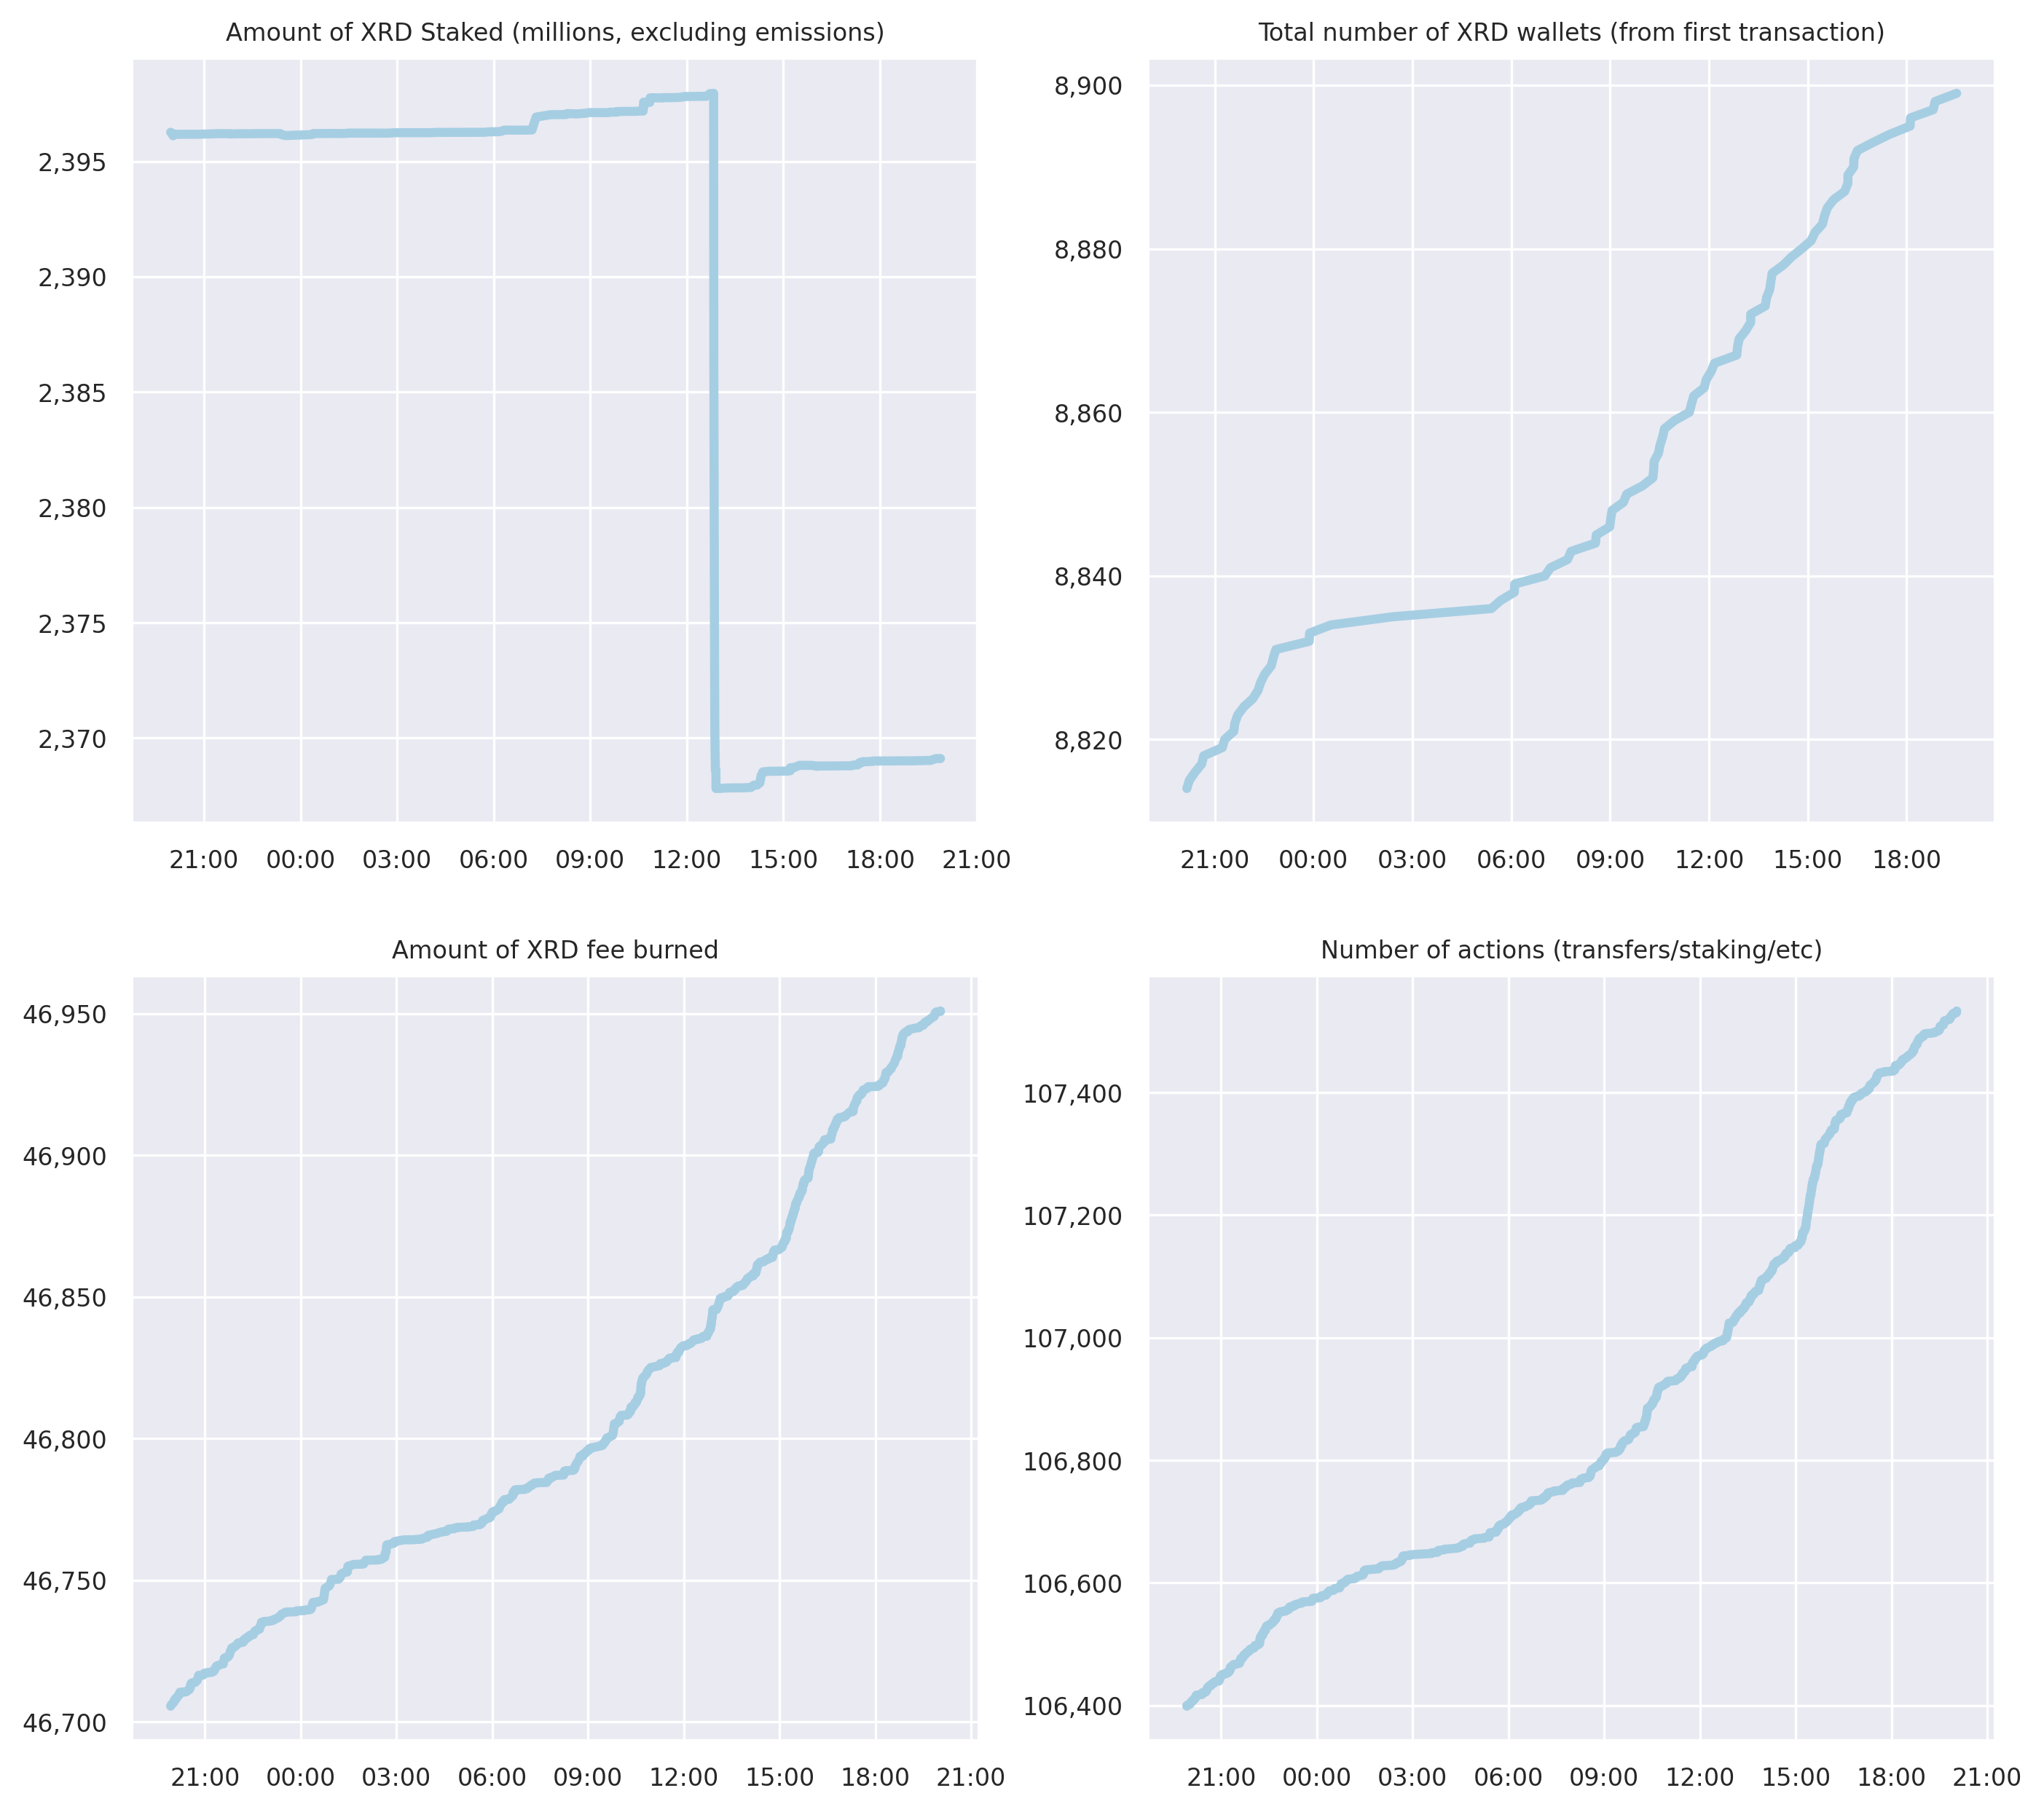 Amount of XRD Staked (millions, excluding emissions)
2,395
2,390
2,385
2,380
2,375
2,370
21:00 00:00 03:00 06:00 09:00 12:00 15:00 18:00 21:00
Total number of XRD wallets (from first transaction)
8,900
8,880
8,860
8,840
8,820
21:00 00:00 03:00 06:00 09:00 12:00 15:00 18:00
Amount of XRD fee burned
46,950
46,900
46,850
46,800
46,750
46,700
21:00 00:00 03:00 06:00 09:00 12:00 15:00 18:00 21:00
Number of actions (transfers/staking/etc)
107,400
107,200
107,000
106,800
106,600
106,400
21:00 00:00 03:00 06:00 09:00 12:00 15:00 18:00 21:00